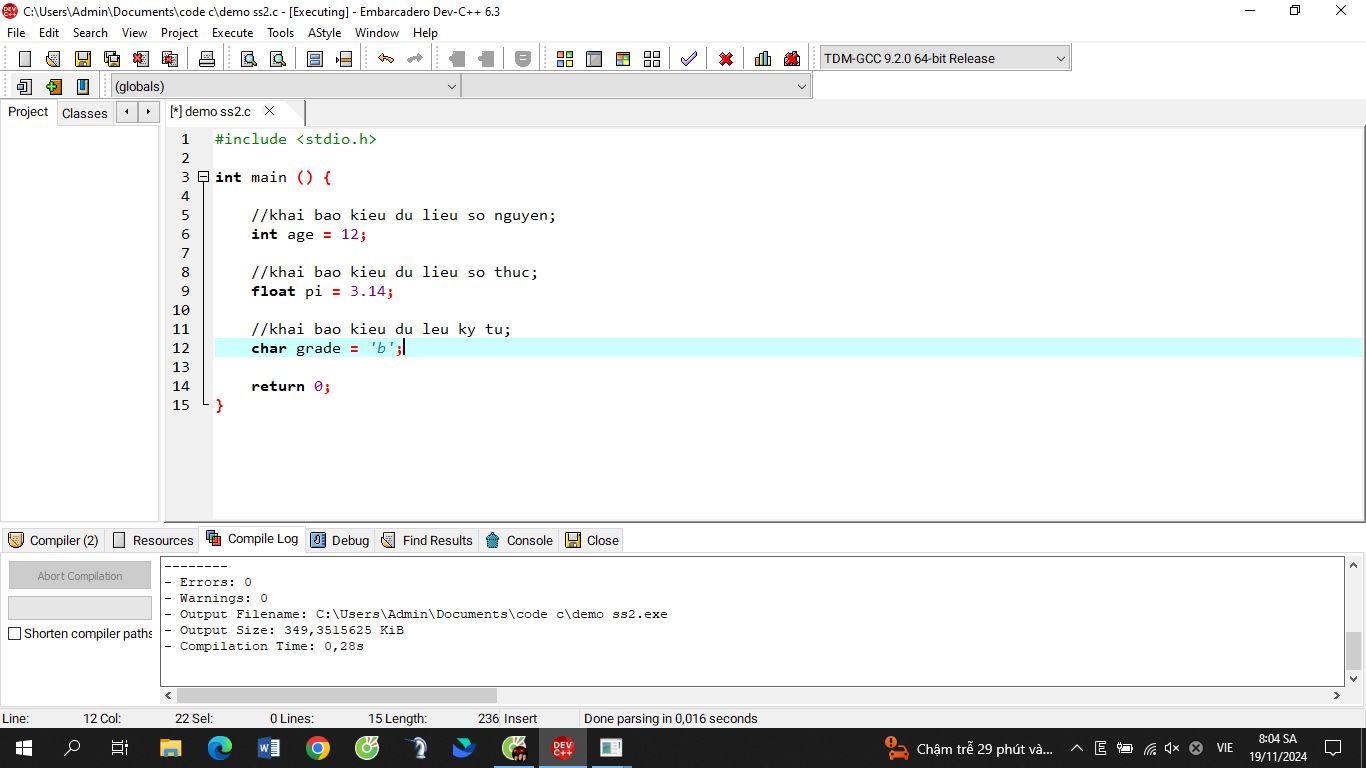 C:\Users\Admin\Documents\code c\demo ss2.c - [Executing] - Embarcadero Dev-C++ 6.3
File Edit Search View Project Execute Tools AStyle Window Help
TDM-GCC 9.2.0 64-bit Release
(globals)
Project Classes [*] demo ss2.c
1 #include <stdio.h>
2
3 int main () {
4
5 //khai bao kieu du lieu so nguyen;
6 int age = 12;
7
8 //khai bao kieu du lieu so thuc;
9 float pi = 3.14;
10
11 //khai bao kieu du leu ky tu;
12 char grade = 'b';
13
14 return 0;
15 }
Compiler (2) Resources Compile Log Debug Find Results Console Close
Abort Compilation
Shorten compiler paths
--------
- Errors: 0
- Warnings: 0
- Output Filename: C:\Users\Admin\Documents\code c\demo ss2.exe
- Output Size: 349,3515625 KiB
- Compilation Time: 0,28s
Line: 12 Col: 22 Sel: 0 Lines: 15 Length: 236 Insert Done parsing in 0,016 seconds
DEV C++
Chậm trễ 29 phút và...
VIE
8:04 SA
19/11/2024